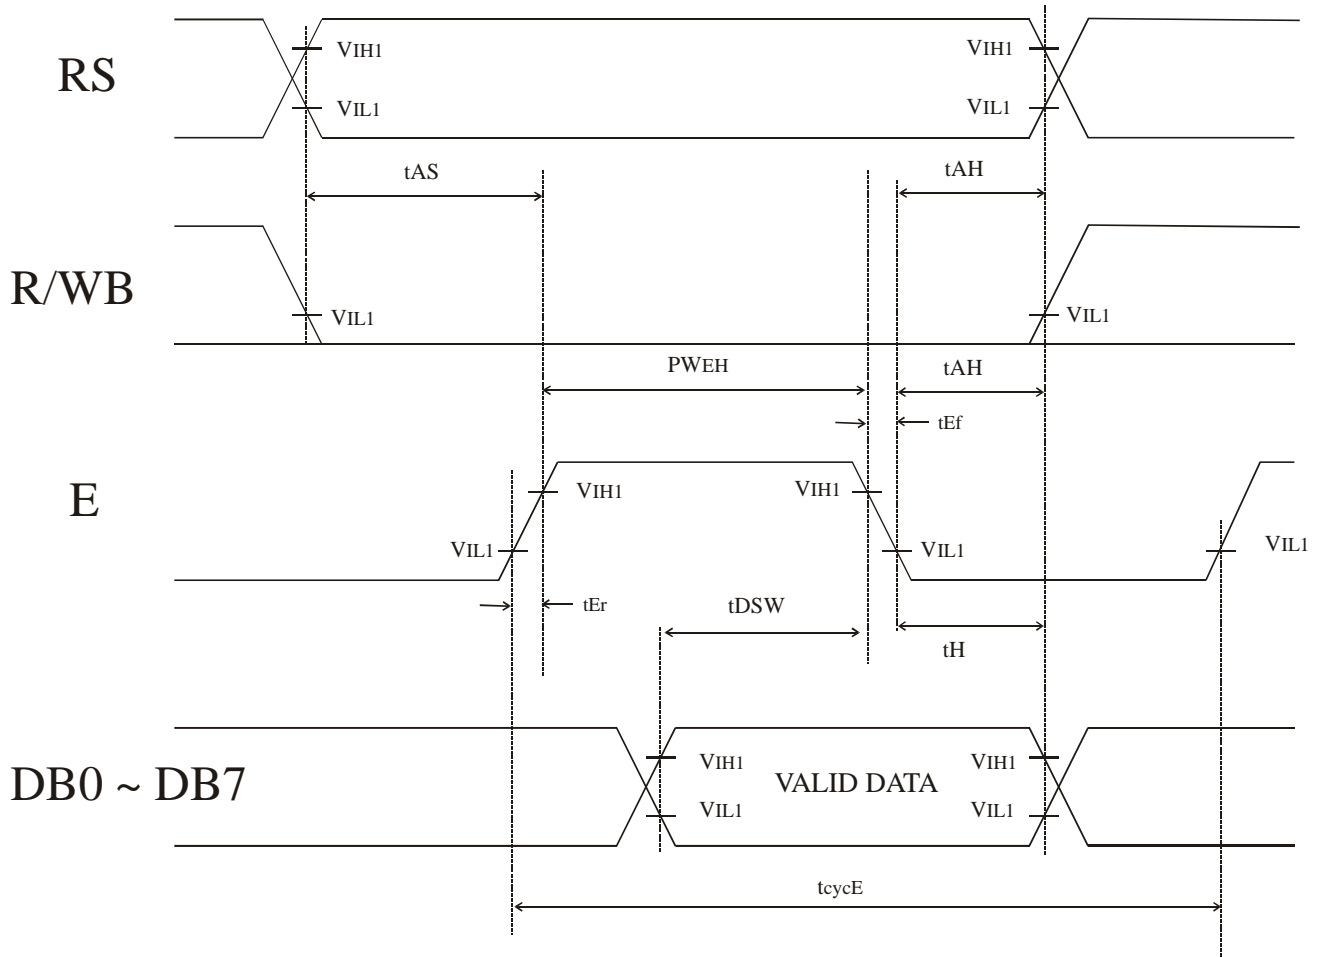 VIH1 VIH1
RS
VIL1 VIL1
tAS tAH
R/WB
VIL1 VIL1
PWEH tAH
tEf
E
VIH1 VIH1
VIL1 VIL1 VIL1
tEr tDSW
tH
DB0 ~ DB7
VIH1 VALID DATA VIH1
VIL1 VIL1
tcycE